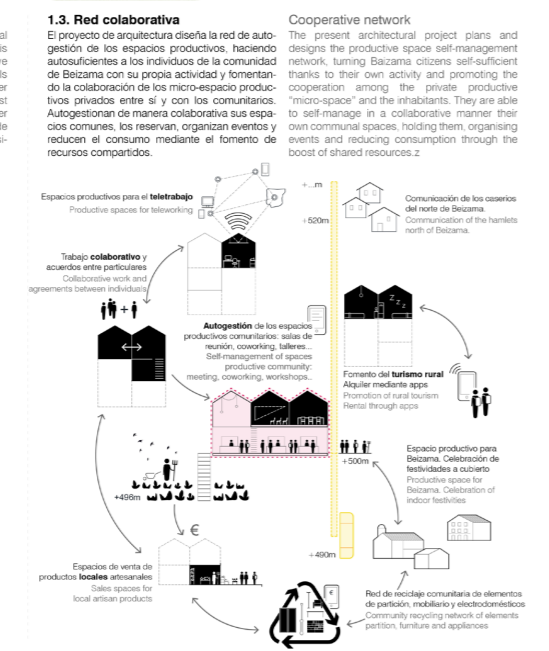 1.3. Red colaborativa
El proyecto de arquitectura diseña la red de auto-
gestión de los espacios productivos, haciendo
autosuficientes a los individuos de la comunidad
de Beizama con su propia actividad y fomentan-
do la colaboración de los micro-espacio produc-
tivos privados entre sí y con los comunitarios.
Autogestionan de manera colaborativa sus espa-
cios comunes, los reservan, organizan eventos y
reducen el consumo mediante el fomento de
recursos compartidos.
Cooperative network
The present architectural project plans and
designs the productive space self-management
network, turning Baizama citizens self-sufficient
thanks to their own activity and promoting the
cooperation among the private productive
"micro-space" and the inhabitants. They are able
to self-manage in a collaborative manner their
own communal spaces, holding them, organising
events and reducing consumption through the
boost of shared resources.z
Espacios productivos para el teletrabajo
Productive spaces for teleworking
+...m
+520m
Comunicación de los caseríos
del norte de Beizama.
Communication of the hamlets
north of Beizama.
Trabajo colaborativo y
acuerdos entre particulares
Collaborative work and
agreements between individuals
+
Autogestión de los espacios
productivos comunitarios: salas de
reunión, coworking, talleres...
Self-management of spaces
productive community:
meeting, coworking, workshops..
z z z
Fomento del turismo rural
Alquiler mediante apps
Promotion of rural tourism
Rental through apps
+500m
Espacio productivo para
Beizama. Celebración de
festividades a cubierto
Productive space for
Beizama. Celebration of
indoor festivities
+496m
€
+490m
Espacios de venta de
productos locales artesanales
Sales spaces for
local artisan products
€
Red de reciclaje comunitaria de elementos
de partición, mobiliario y electrodomésticos
Community recycling network of elements
partition, furniture and appliances